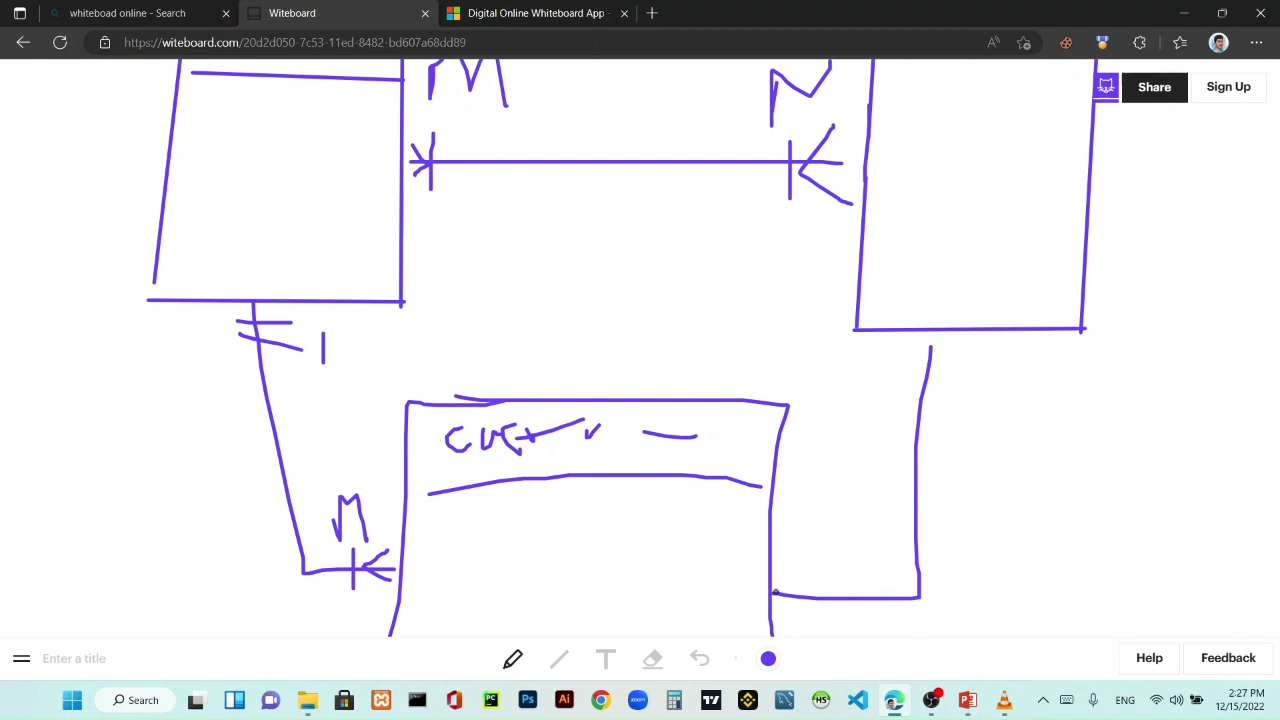 whiteboad online - Search
Witeboard
Digital Online Whiteboard App -
https://witeboard.com/20d2d050-7c53-11ed-8482-bd607a68dd89
Share
Sign Up
M
N
1
M
Enter a title
T
Help
Feedback
Search
ENG
2:27 PM
12/15/2022